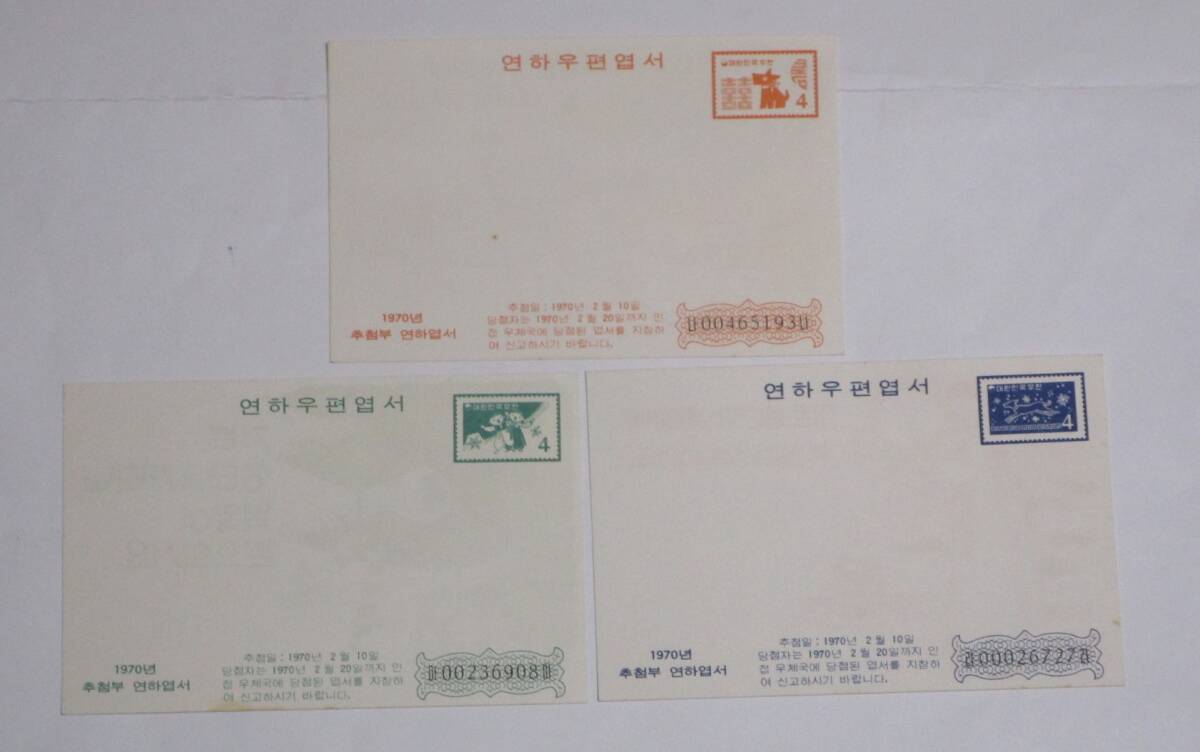 연하우편엽서
대한민국우편
4
1970년
추첨부 연하엽서
추첨일 : 1970년 2 월 10일
당첨자는 1970년 2 월 20일까지 인
접 우체국에 당첨된 엽서를 지참하
여 신고하시기 바랍니다.
00465193
연하우편엽서
대한민국우편
4
1970년
추첨부 연하엽서
추첨일 : 1970년 2 월 10일
당첨자는 1970년 2 월 20일까지 인
접 우체국에 당첨된 엽서를 지참하
여 신고하시기 바랍니다.
00236908
연하우편엽서
대한민국우편
4
1970년
추첨부 연하엽서
추첨일 : 1970년 2 월 10일
당첨자는 1970년 2 월 20일까지 인
접 우체국에 당첨된 엽서를 지참하
여 신고하시기 바랍니다.
라00026727라